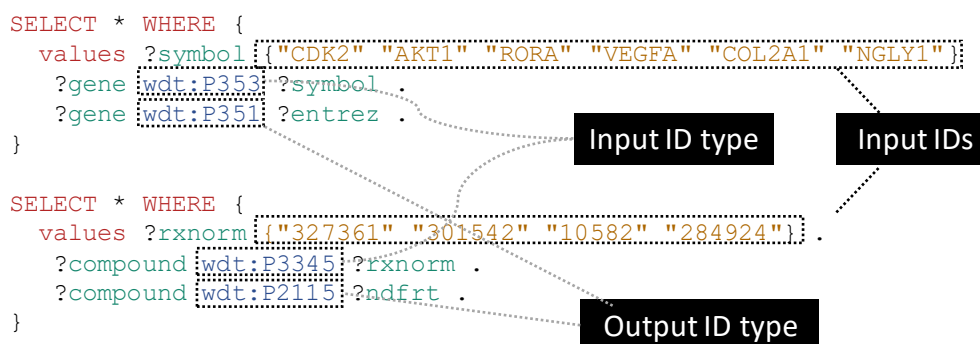 SELECT * WHERE {
values ?symbol {"CDK2" "AKT1" "RORA" "VEGFA" "COL2A1" "NGLY1"}
?gene wdt:P353 ?symbol .
?gene wdt:P351 ?entrez .
}
Input ID type
Input IDs
SELECT * WHERE {
values ?rxnorm {"327361" "301542" "10582" "284924"} .
?compound wdt:P3345 ?rxnorm .
?compound wdt:P2115 ?ndfrt .
}
Output ID type